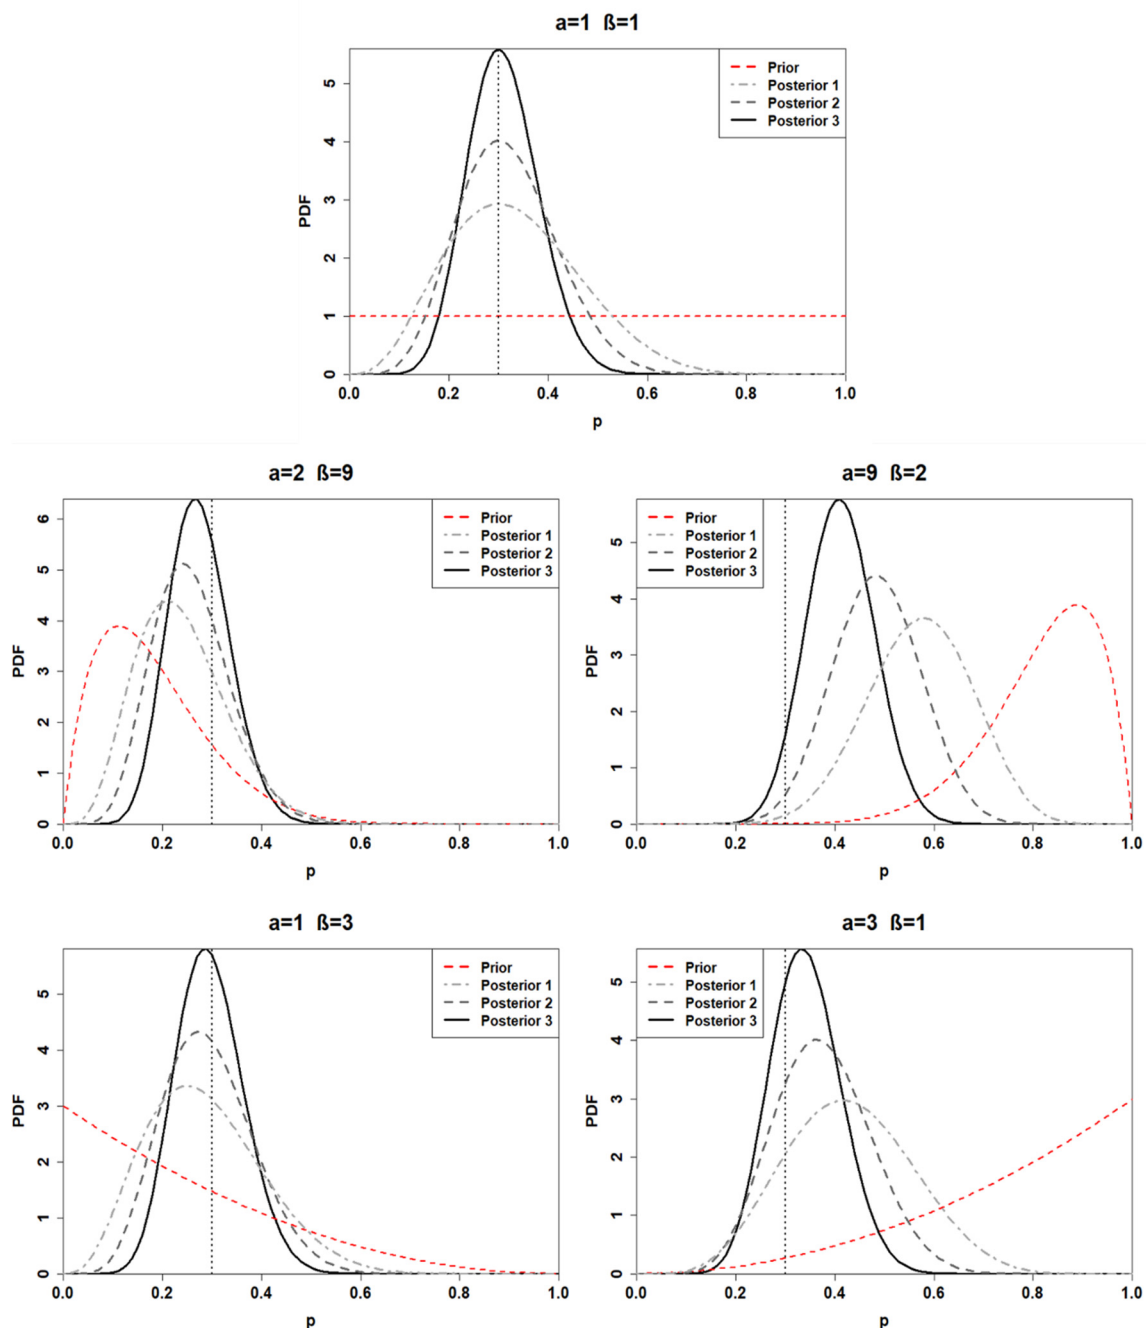 a=1 ß=1
PDF
5
4
3
2
1
0
Prior
Posterior 1
Posterior 2
Posterior 3
0.0 0.2 0.4 0.6 0.8 1.0
p
a=2 ß=9
PDF
6
5
4
3
2
1
0
Prior
Posterior 1
Posterior 2
Posterior 3
0.0 0.2 0.4 0.6 0.8 1.0
p
a=9 ß=2
PDF
5
4
3
2
1
0
Prior
Posterior 1
Posterior 2
Posterior 3
0.0 0.2 0.4 0.6 0.8 1.0
p
a=1 ß=3
PDF
5
4
3
2
1
0
Prior
Posterior 1
Posterior 2
Posterior 3
0.0 0.2 0.4 0.6 0.8 1.0
p
a=3 ß=1
PDF
5
4
3
2
1
0
Prior
Posterior 1
Posterior 2
Posterior 3
0.0 0.2 0.4 0.6 0.8 1.0
p